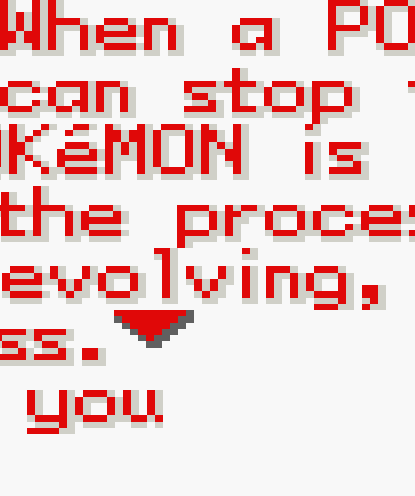 When a PO
can stop
KéMON is
the proces
evolving,
ss.
you